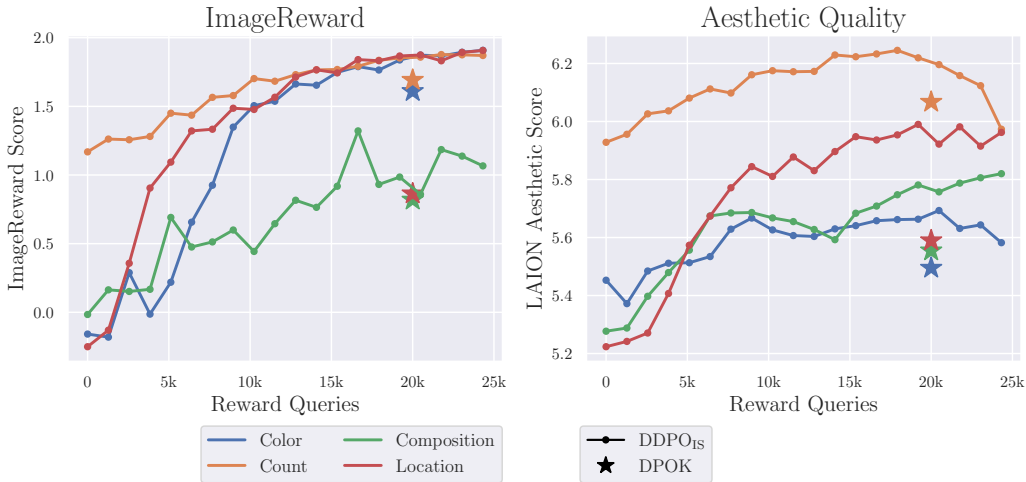 ImageReward
ImageReward Score
2.0
1.5
1.0
0.5
0.0
0
5k
10k
15k
20k
25k
Reward Queries
Aesthetic Quality
LAION Aesthetic Score
6.2
6.0
5.8
5.6
5.4
5.2
0
5k
10k
15k
20k
25k
Reward Queries
Color
Composition
Count
Location
DDPO_IS
DPOK